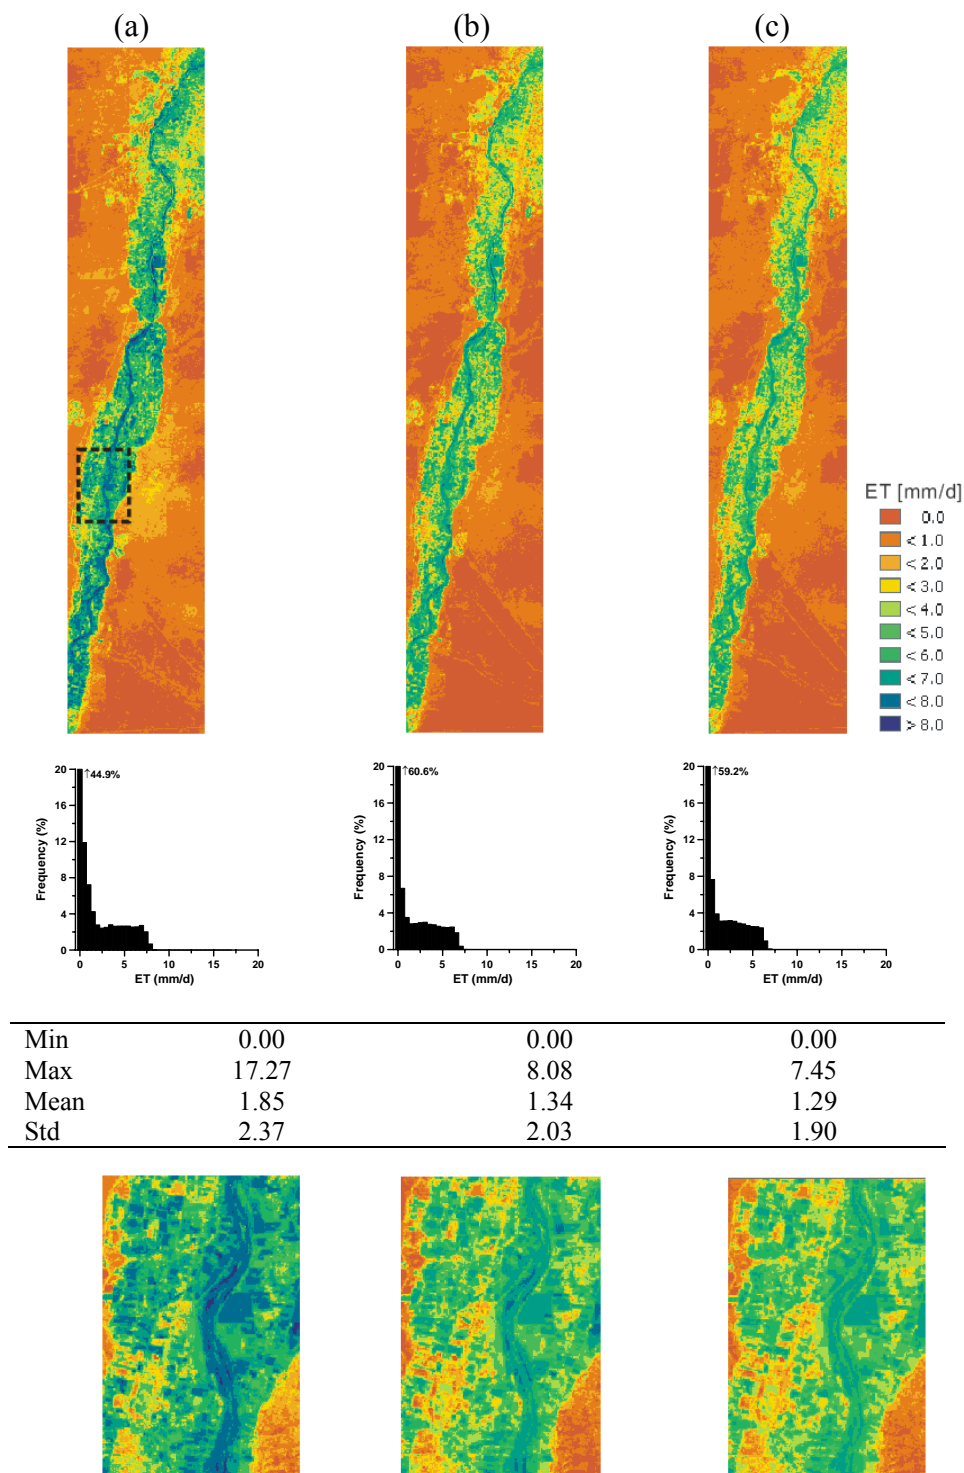 (a) (b) (c)
ET [mm/d]
0.0
< 1.0
< 2.0
< 3.0
< 4.0
< 5.0
< 6.0
< 7.0
< 8.0
> 8.0
20 ↑44.9% 20 ↑60.6% 20 ↑59.2%
16 16 16
12 12 12
8 8 8
4 4 4
0 0 0
Frequency (%) Frequency (%) Frequency (%)
0 5 10 15 20 0 5 10 15 20 0 5 10 15 20
ET (mm/d) ET (mm/d) ET (mm/d)
Min 0.00 0.00 0.00
Max 17.27 8.08 7.45
Mean 1.85 1.34 1.29
Std 2.37 2.03 1.90